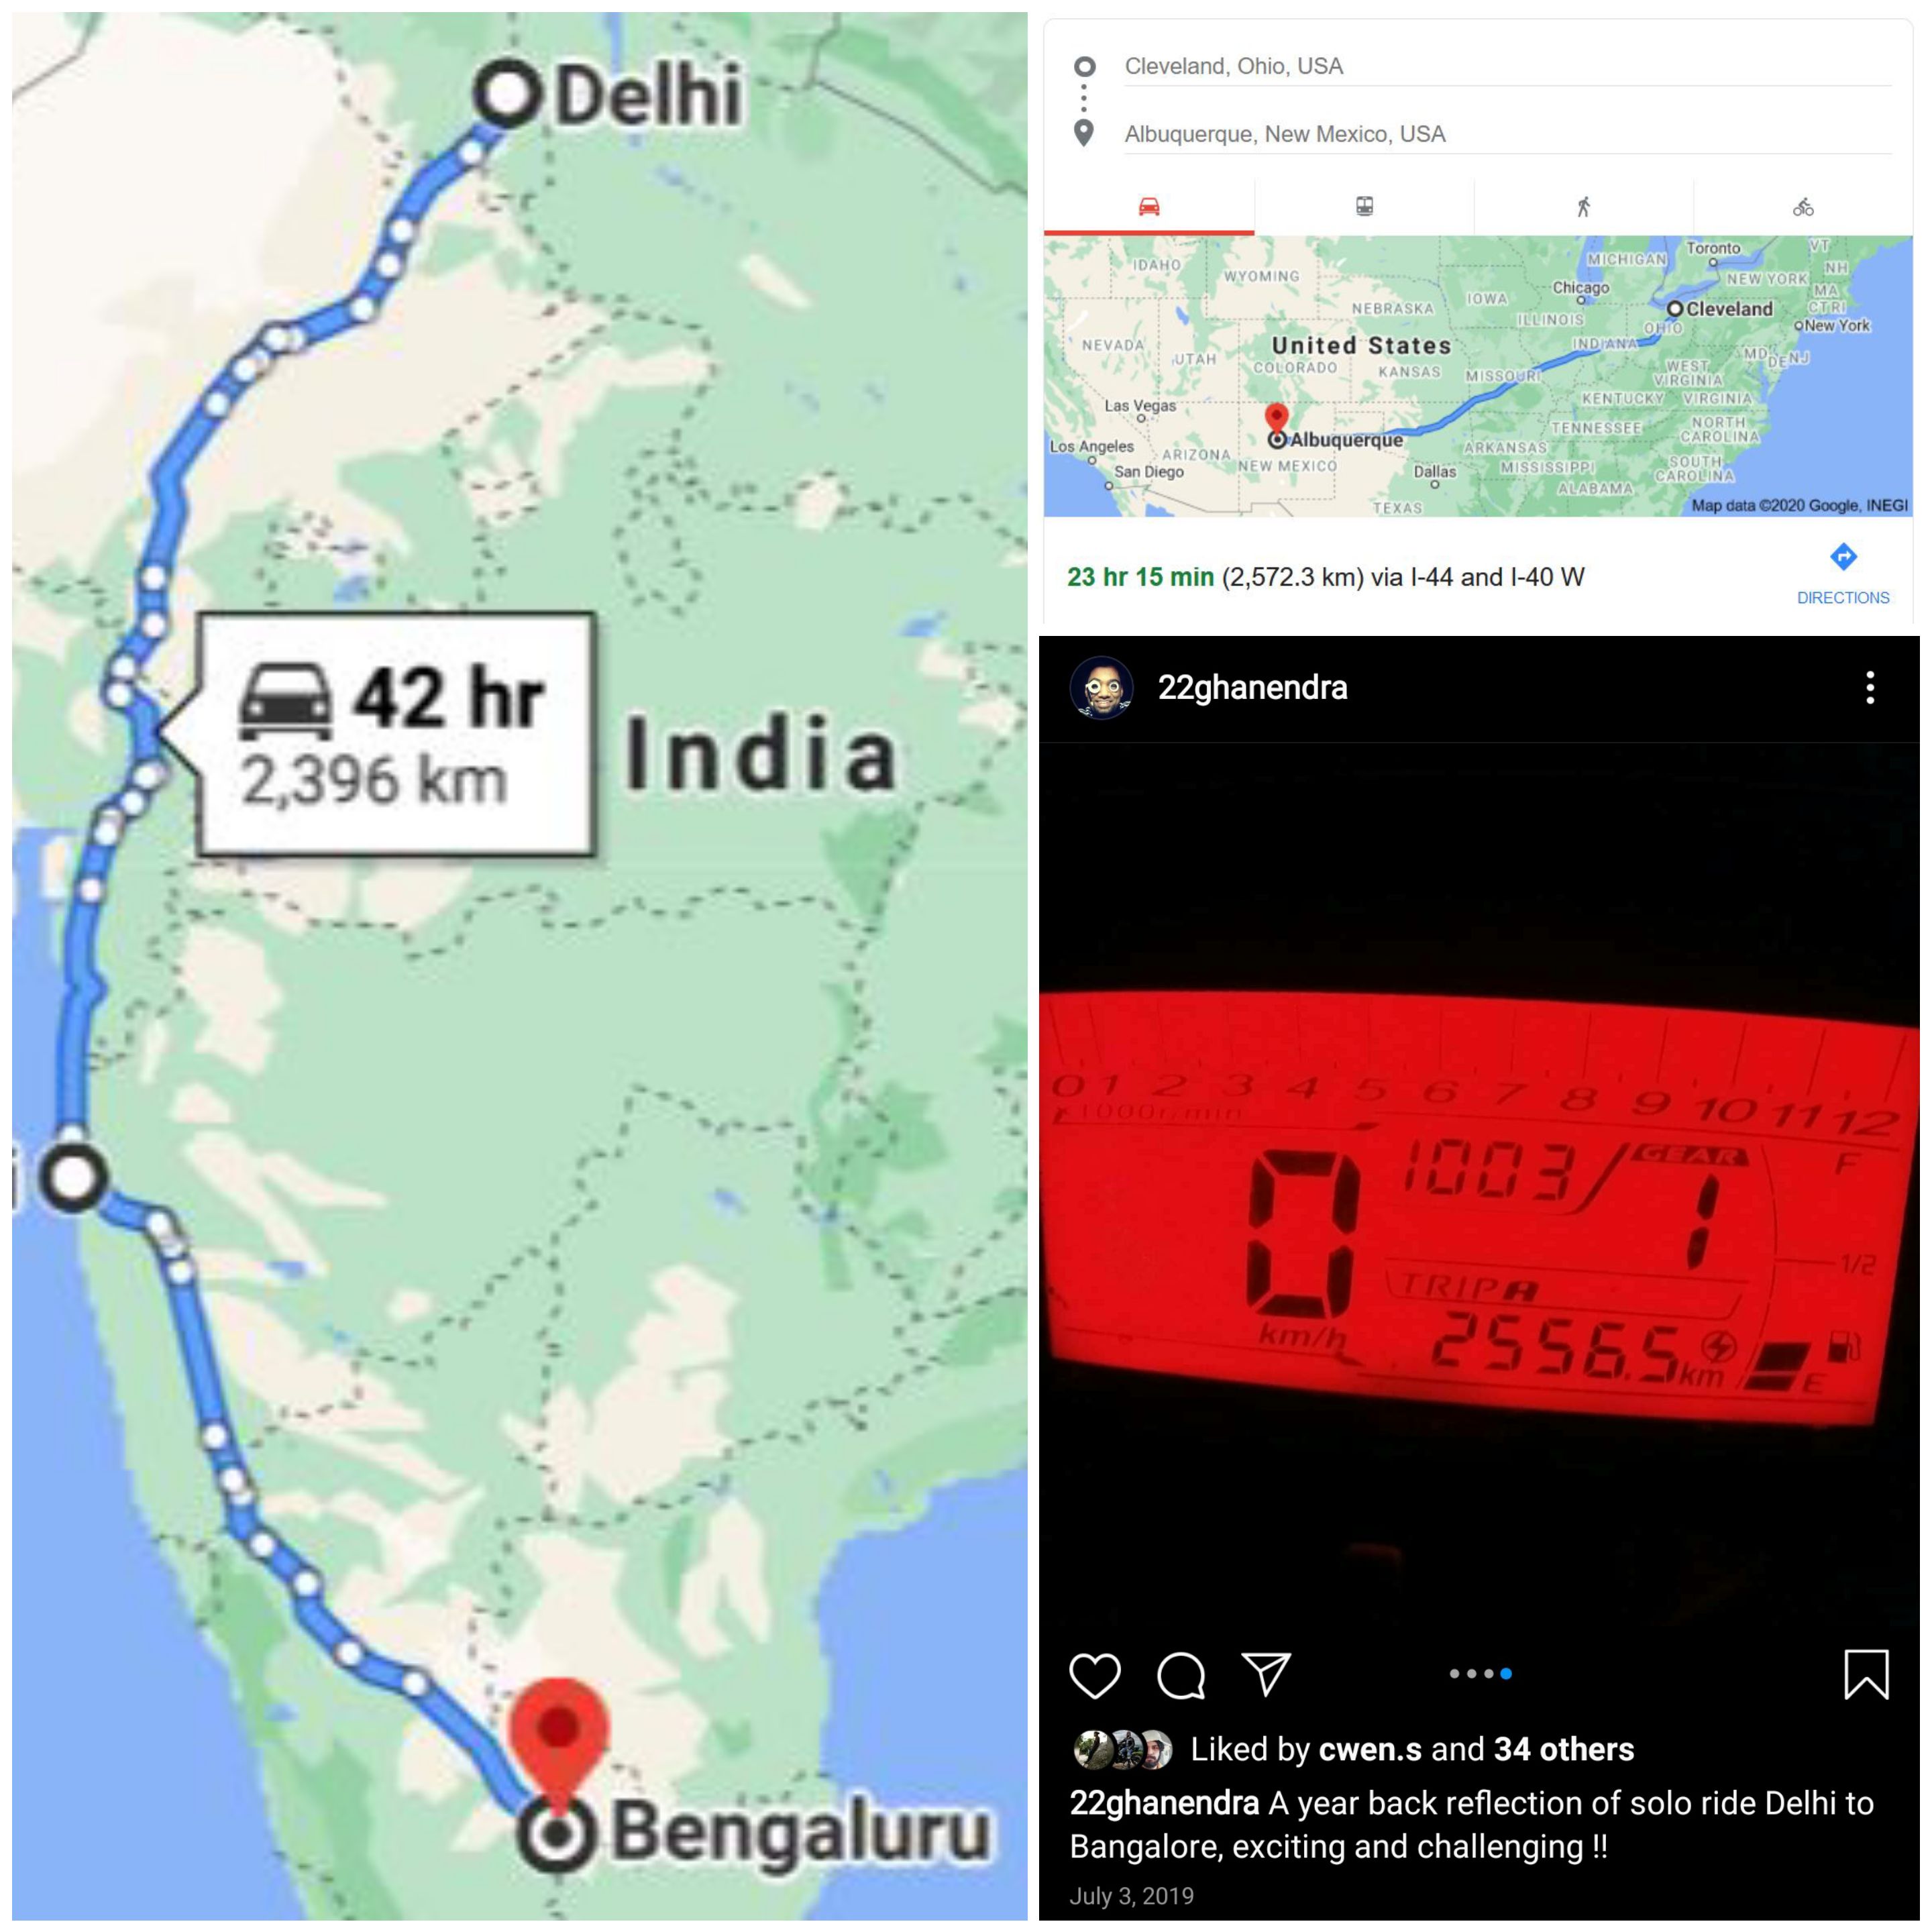 Delhi
42 hr
2,396 km
India
i
Bengaluru
Cleveland, Ohio, USA
Albuquerque, New Mexico, USA
IDAHO
WYOMING
NEBRASKA
IOWA
Chicago
MICHIGAN
Toronto
VT
NH
NEW YORK
MA
CT RI
Cleveland
New York
ILLINOIS
OHIO
INDIANA
NEVADA
UTAH
United States
COLORADO
KANSAS
MISSOURI
WEST
VIRGINIA
MD
DE NJ
KENTUCKY
VIRGINIA
Las Vegas
Albuquerque
TENNESSEE
NORTH
CAROLINA
Los Angeles
ARIZONA
NEW MEXICO
ARKANSAS
San Diego
Dallas
MISSISSIPPI
SOUTH
CAROLINA
ALABAMA
TEXAS
Map data ©2020 Google, INEGI
23 hr 15 min (2,572.3 km) via I-44 and I-40 W
DIRECTIONS
22ghanendra
0 1 2 3 4 5 6 7 8 9 10 11 12
x1000r/min
0 1003 GEAR 1 F
1/2
TRIP A
km/h 2556.5 km E
Liked by cwen.s and 34 others
22ghanendra A year back reflection of solo ride Delhi to
Bangalore, exciting and challenging !!
July 3, 2019